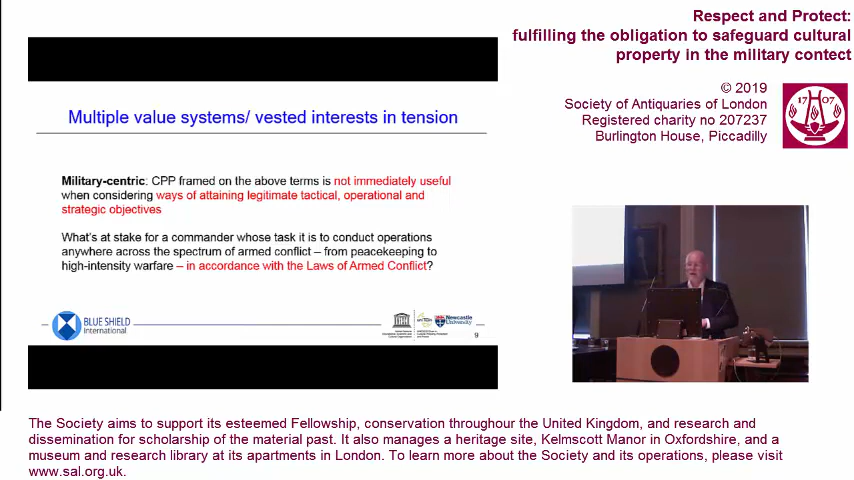 Respect and Protect:
fulfilling the obligation to safeguard cultural
property in the military contect
© 2019
Society of Antiquaries of London
Registered charity no 207237
Burlington House, Piccadilly
17 07
Multiple value systems/ vested interests in tension
Military-centric: CPP framed on the above terms is not immediately useful
when considering ways of attaining legitimate tactical, operational and
strategic objectives
What's at stake for a commander whose task it is to conduct operations
anywhere across the spectrum of armed conflict – from peacekeeping to
high-intensity warfare – in accordance with the Laws of Armed Conflict?
BLUE SHIELD
International
Newcastle
University
9
The Society aims to support its esteemed Fellowship, conservation throughour the United Kingdom, and research and
dissemination for scholarship of the material past. It also manages a heritage site, Kelmscott Manor in Oxfordshire, and a
museum and research library at its apartments in London. To learn more about the Society and its operations, please visit
www.sal.org.uk.